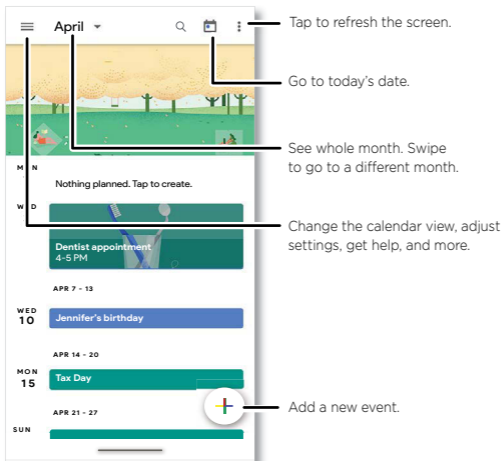 April
Tap to refresh the screen.
Go to today's date.
See whole month. Swipe
to go to a different month.
Nothing planned. Tap to create.
Change the calendar view, adjust
settings, get help, and more.
Dentist appointment
4-5 PM
APR 7 - 13
WED
10
Jennifer's birthday
APR 14 - 20
MON
15
Tax Day
Add a new event.
APR 21 - 27
SUN